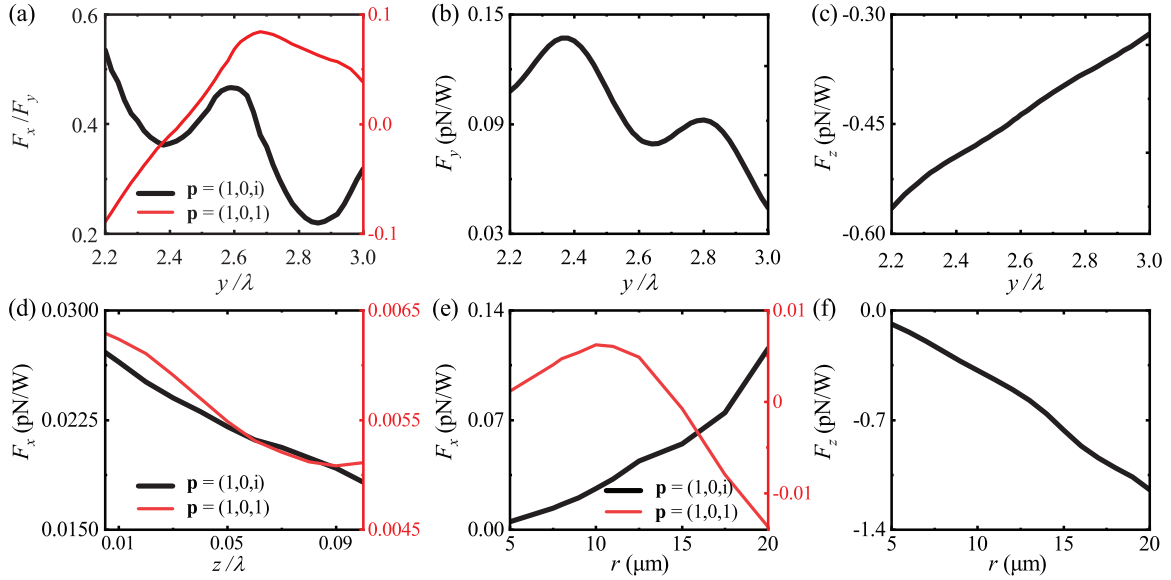 (a)
0.6
0.4
0.2
F_x/F_y
0.1
0.0
-0.1
p = (1,0,i)
p = (1,0,1)
2.2 2.4 2.6 2.8 3.0
y/λ
(b)
0.15
0.09
0.03
F_y (pN/W)
2.2 2.4 2.6 2.8 3.0
y/λ
(c)
-0.30
-0.45
-0.60
F_z (pN/W)
2.2 2.4 2.6 2.8 3.0
y/λ
(d)
0.0300
0.0225
0.0150
F_x (pN/W)
0.0065
0.0055
0.0045
p = (1,0,i)
p = (1,0,1)
0.01 0.05 0.09
z/λ
(e)
0.14
0.07
0.00
F_x (pN/W)
0.01
0
-0.01
p = (1,0,i)
p = (1,0,1)
5 10 15 20
r (μm)
(f)
0.0
-0.7
-1.4
F_z (pN/W)
5 10 15 20
r (μm)